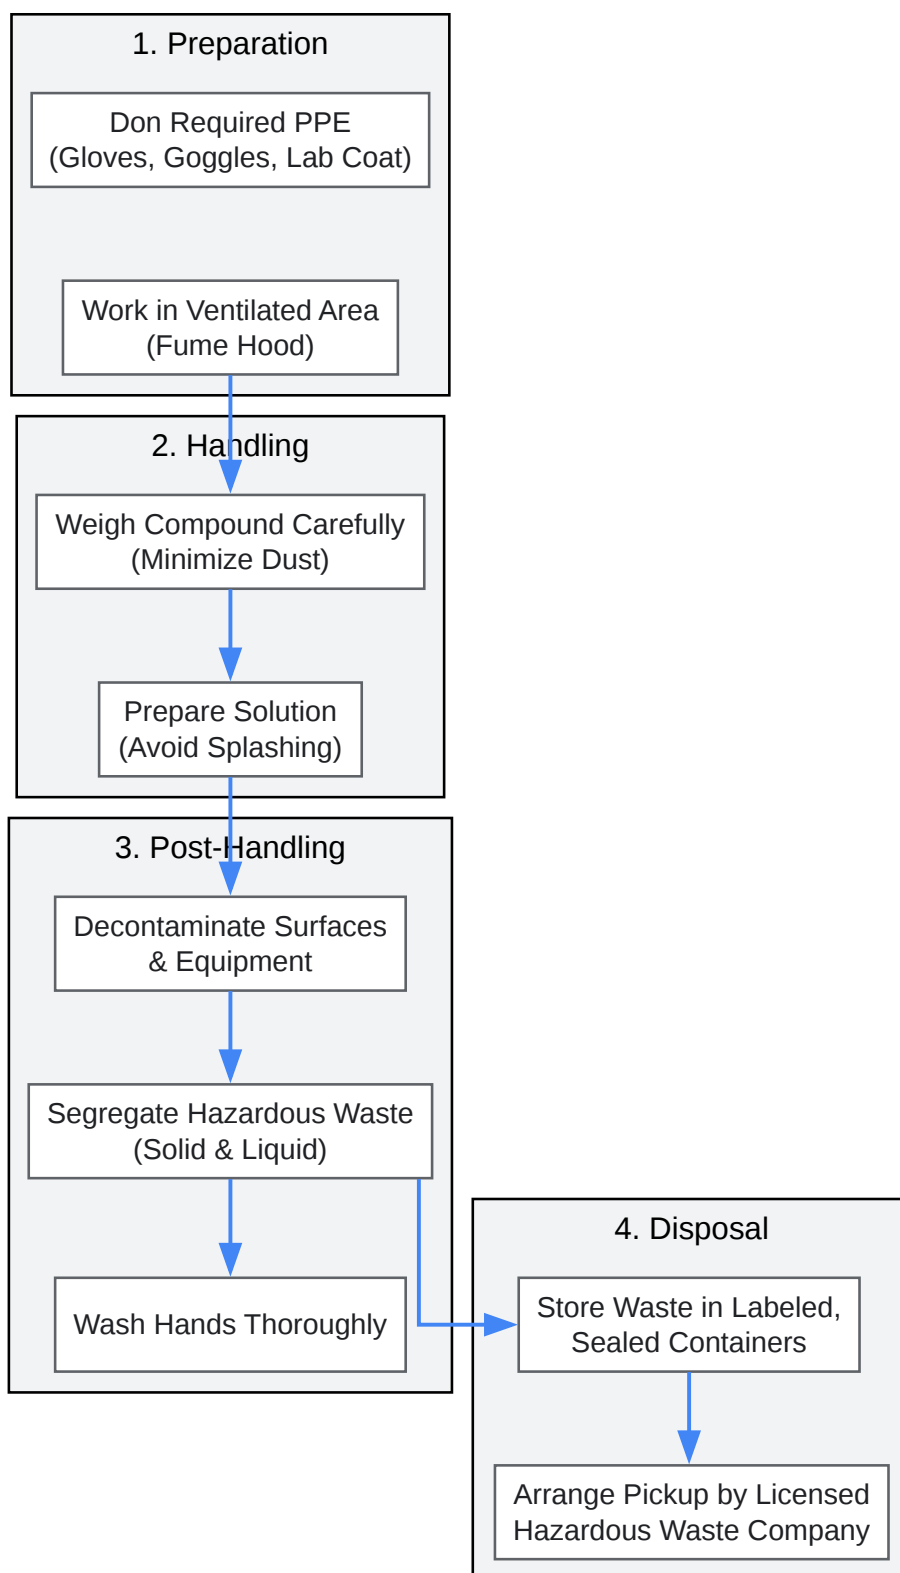 1. Preparation
Don Required PPE
(Gloves, Goggles, Lab Coat)
Work in Ventilated Area
(Fume Hood)
2. Handling
Weigh Compound Carefully
(Minimize Dust)
Prepare Solution
(Avoid Splashing)
3. Post-Handling
Decontaminate Surfaces
& Equipment
Segregate Hazardous Waste
(Solid & Liquid)
Wash Hands Thoroughly
4. Disposal
Store Waste in Labeled,
Sealed Containers
Arrange Pickup by Licensed
Hazardous Waste Company